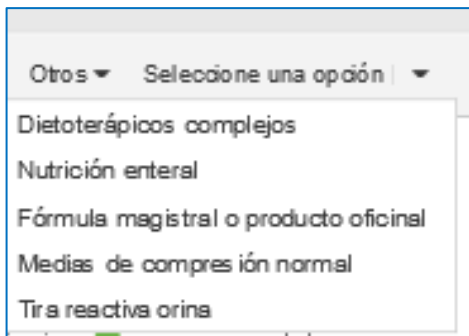 Otros Seleccione una opción
Dietoterápicos complejos
Nutrición enteral
Fórmula magistral o producto oficinal
Medias de compresión normal
Tira reactiva orina